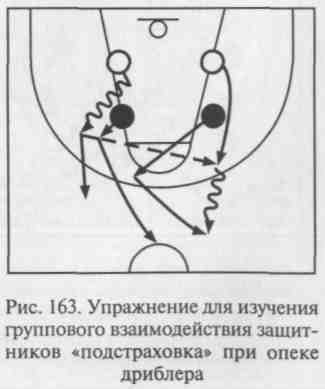 Рис. 163. Упражнение для изучения
группового взаимодействия защит-
ников «подстраховка» при опеке
дриблера